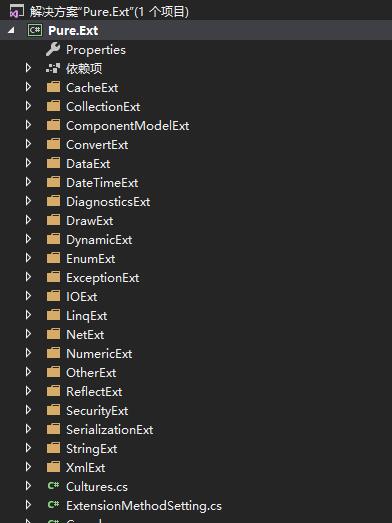 解决方案"Pure.Ext"(1 个项目)
C# Pure.Ext
Properties
依赖项
CacheExt
CollectionExt
ComponentModelExt
ConvertExt
DataExt
DateTimeExt
DiagnosticsExt
DrawExt
DynamicExt
EnumExt
ExceptionExt
IOExt
LinqExt
NetExt
NumericExt
OtherExt
ReflectExt
SecurityExt
SerializationExt
StringExt
XmlExt
C# Cultures.cs
C# ExtensionMethodSetting.cs